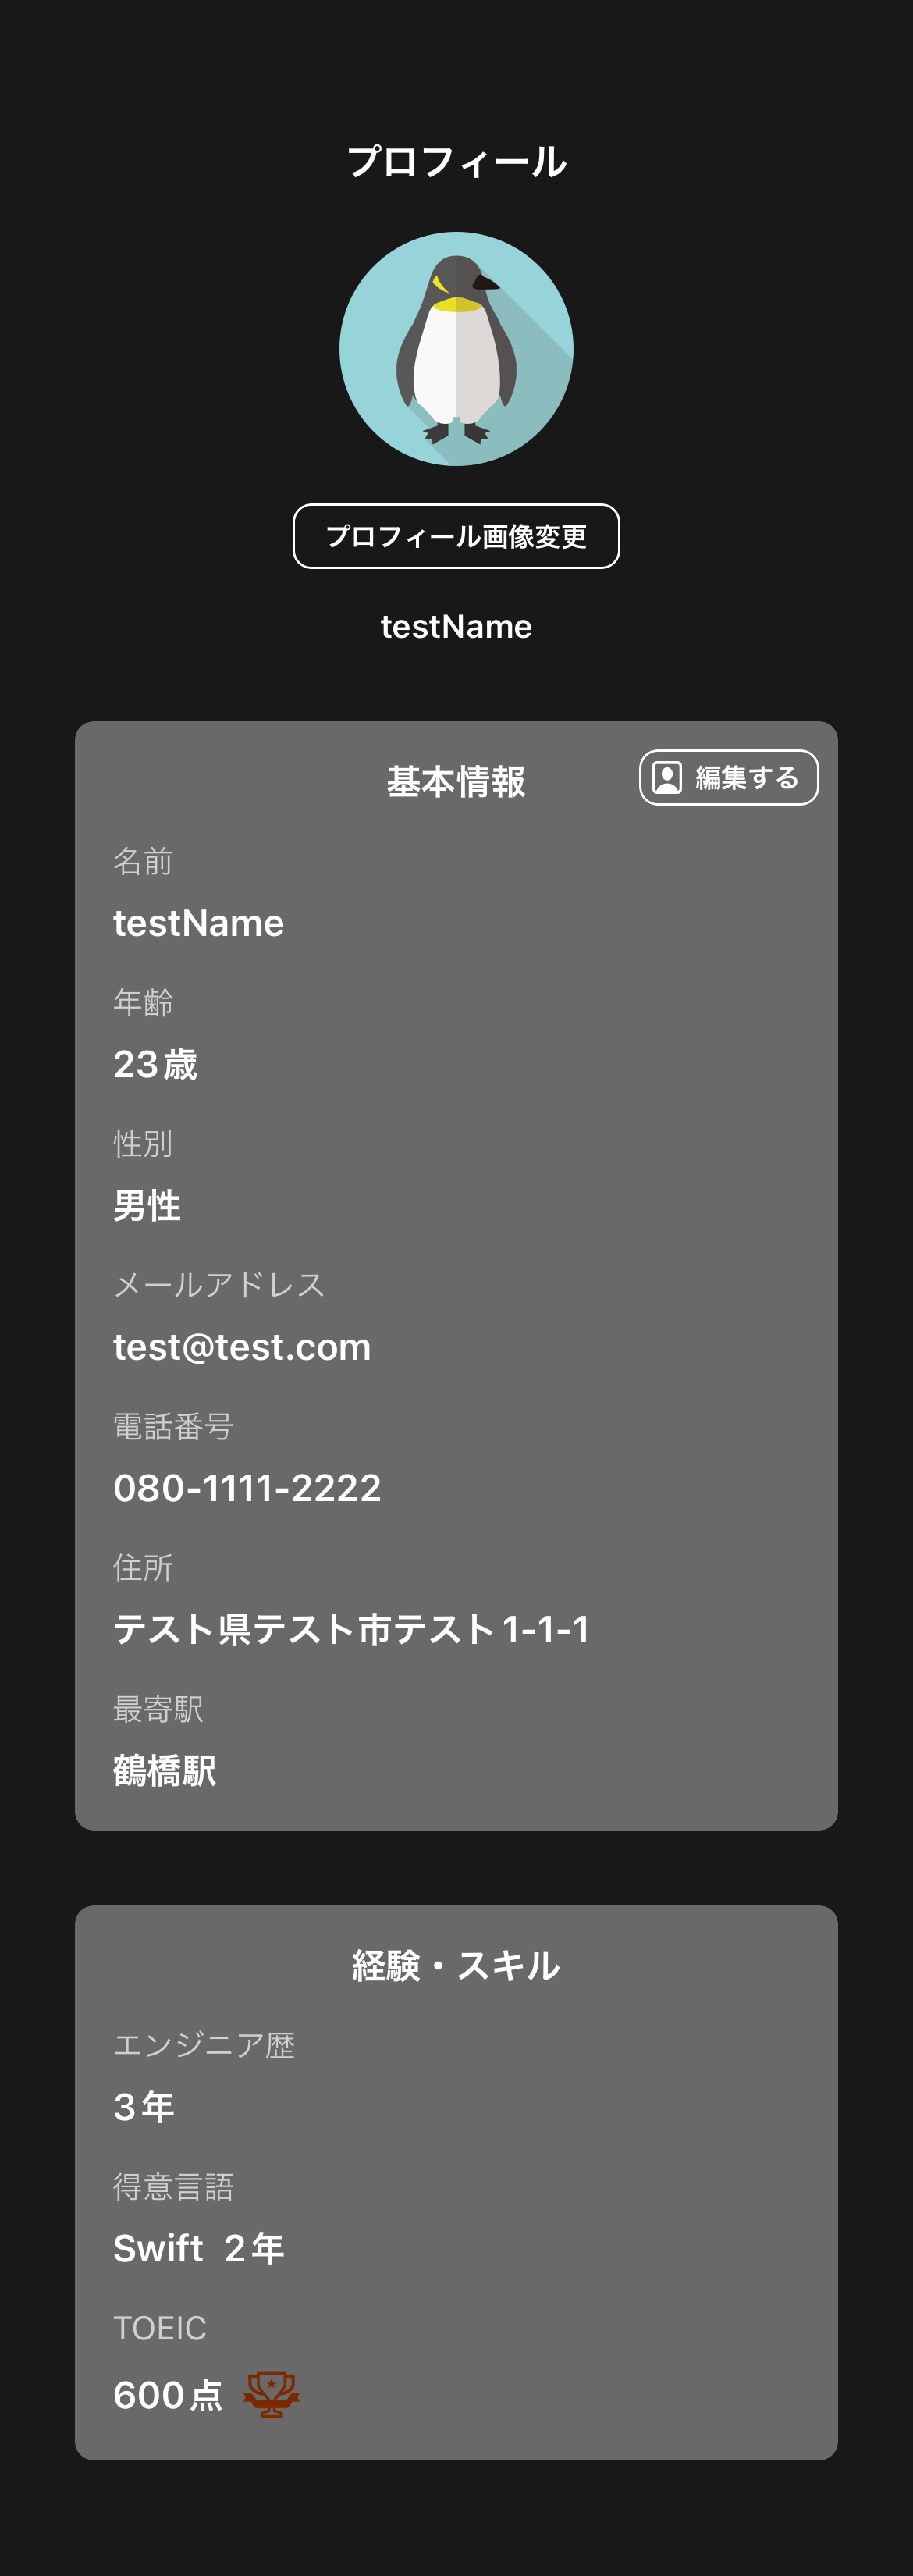 プロフィール
プロフィール画像変更
testName
基本情報
編集する
名前
testName
年齢
23歳
性別
男性
メールアドレス
test@test.com
電話番号
080-1111-2222
住所
テスト県テスト市テスト1-1-1
最寄駅
鶴橋駅
経験・スキル
エンジニア歴
3年
得意言語
Swift 2年
TOEIC
600点